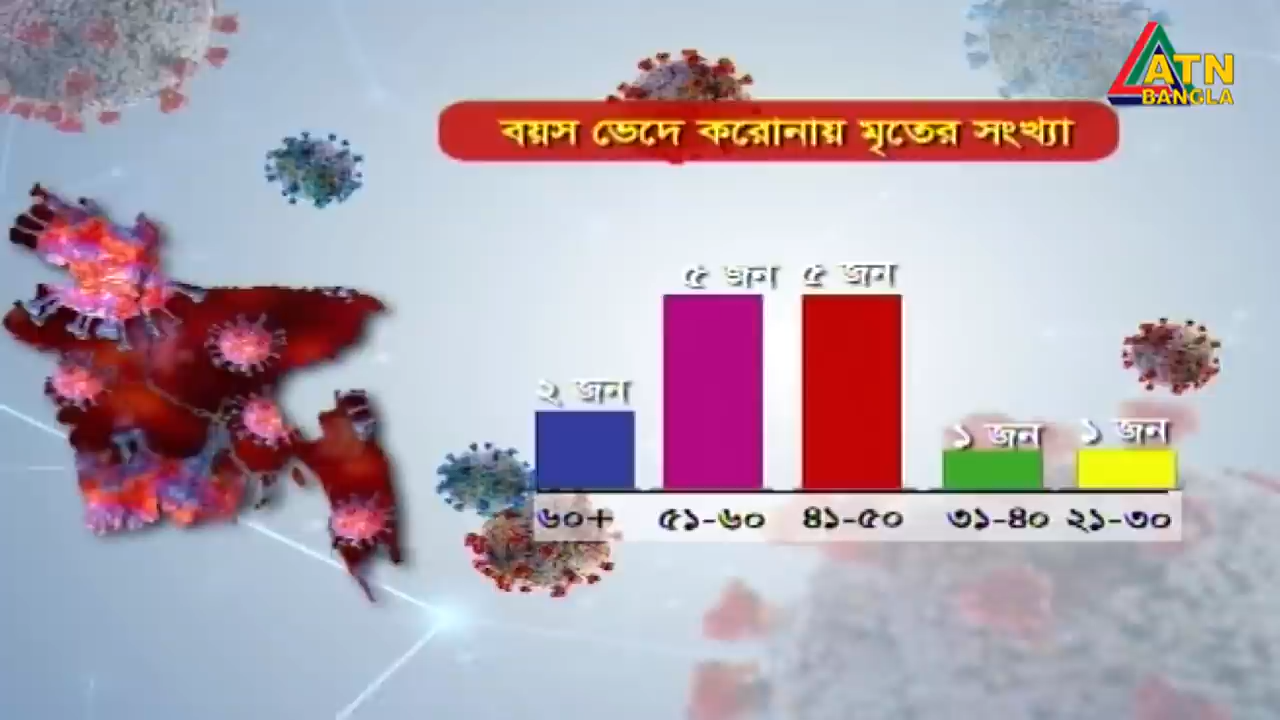 ATN
BANGLA
বয়স ভেদে করোনায় মৃতের সংখ্যা
২ জন ৫ জন ৫ জন ১ জন ১ জন
৬০+ ৫১-৬০ ৪১-৫০ ৩১-৪০ ২১-৩০